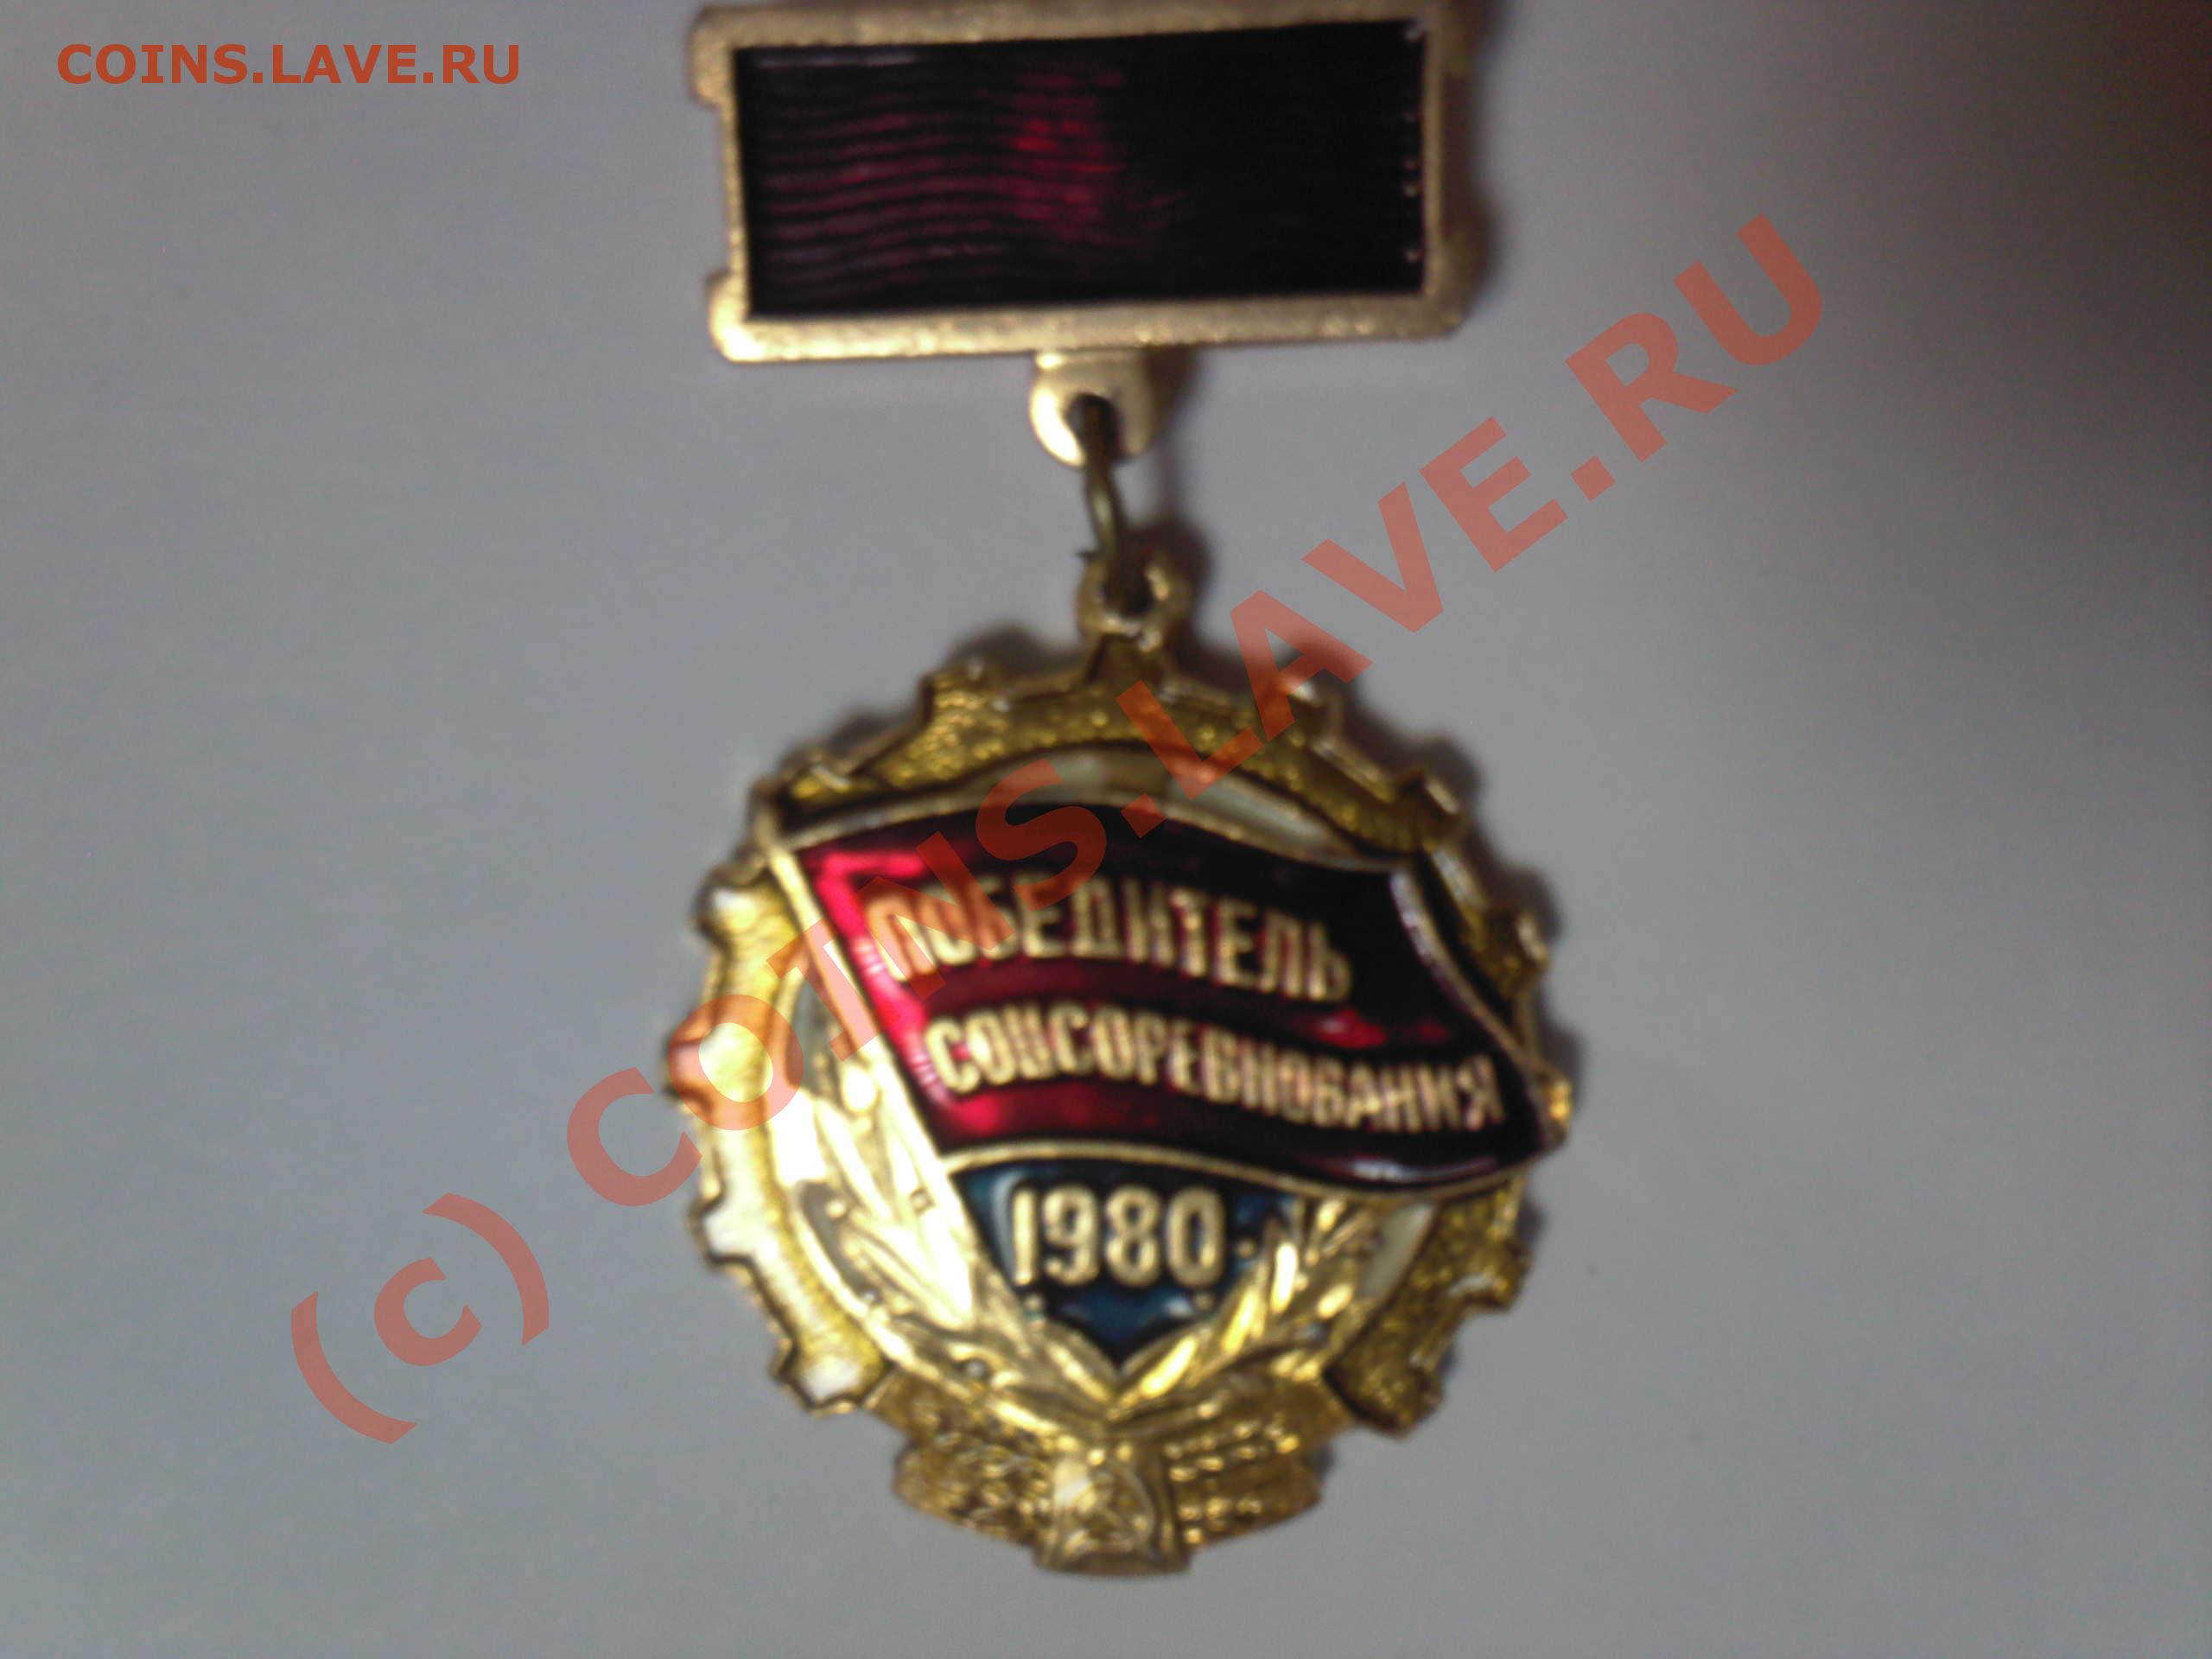 COINS.LAVE.RU
ПОБЕДИТЕЛЬ
СОЦСОРЕВНОВАНИЯ
1980
(c) COINS.LAVE.RU